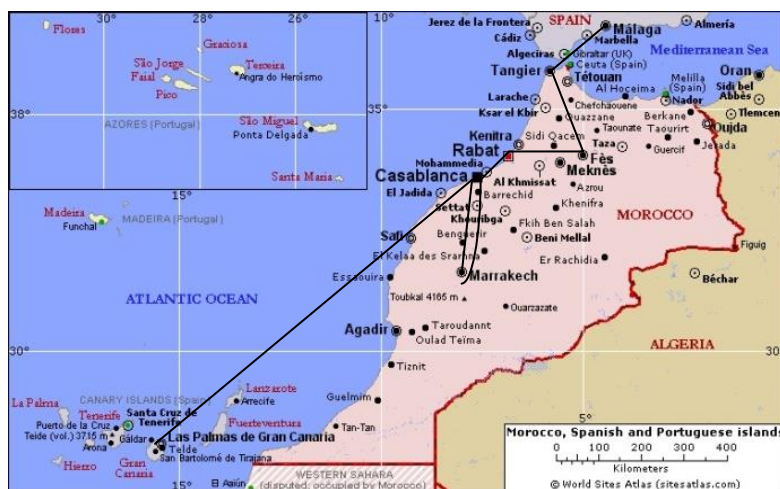 Flores
Graciosa
São Jorge
Terceira
Faial
Angra do Heroísmo
Pico
38°
AZORES (Portugal)
São Miguel
Ponta Delgada
Santa Maria
26°
10°
SPAIN
Jerez de la Frontera
Cádiz
Málaga
Marbella
Almería
Algeciras
Gibraltar (UK)
Mediterranean Sea
Ceuta (Spain)
Tangier
Tétouan
Melilla
(Spain)
Oran
Al Hoceima
Sidi bel
Abbès
Larache
Chefchaouene
Nador
35°
Ksar el Kbir
Ouazzane
Berkane
Tlemcen
Kenitra
Sidi Qacem
Taounate
Taourirt
Oujda
Rabat
Taza
Guercif
Jerada
Mohammedia
Fès
Casablanca
Al Khmissat
Meknès
El Jadida
Barrechid
Azrou
15°
Settat
Khouribga
Khenifra
Madeira
MADEIRA (Portugal)
Funchal
MOROCCO
Safi
Benguerir
Fkih Ben Salah
Beni Mellal
Figuig
El Kelaa des Srarhna
Er Rachidia
Essaouira
Marrakech
Béchar
Toubkal 4165 m
ATLANTIC OCEAN
Ouarzazate
Agadir
Taroudannt
Oulad Teïma
ALGERIA
30°
30
Tiznit
Lanzarote
CANARY ISLANDS (Spain)
La Palma
Arrecife
Guelmim
Santa Cruz de
Tenerife
Tenerife
Fuerteventura
5°
Puerto de la Cruz
Teide (vol.) 3715 m
Tan-Tan
Gáldar
Las Palmas de Gran Canaria
Arona
Telde
San Bartolomé de Tirajana
Hierro
Gran
Canaria
15°
El Aaiún
WESTERN SAHARA
(disputed; occupied by Morocco)
Morocco, Spanish and Portuguese islands
0 100 200 300 400
Kilometers
© World Sites Atlas (sitesatlas.com)